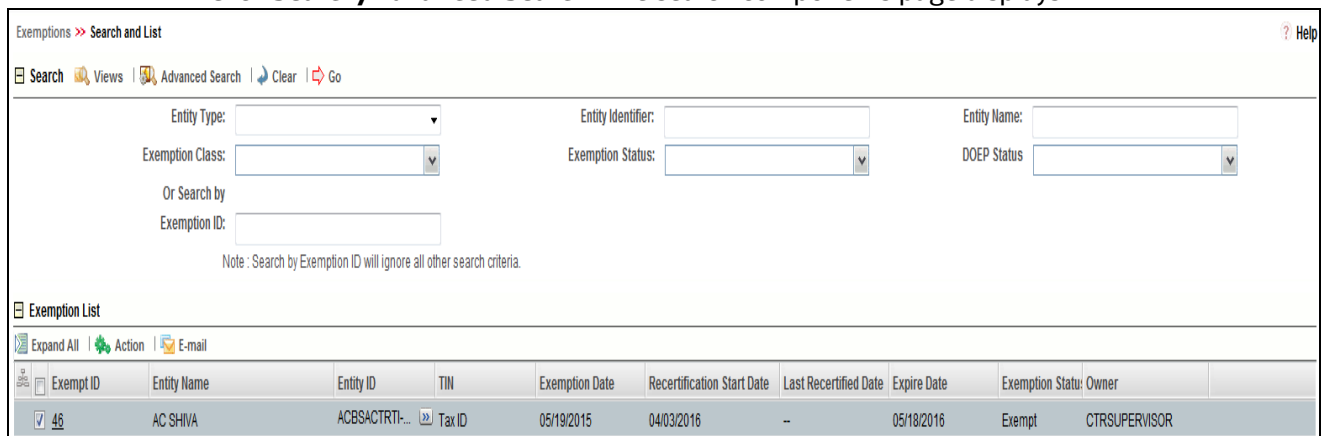 Exemptions >> Search and List ? Help
Search Views | Advanced Search | Clear | Go
Entity Type: Entity Identifier: Entity Name:
Exemption Class: Exemption Status: DOEP Status
Or Search by
Exemption ID:
Note : Search by Exemption ID will ignore all other search criteria.
Exemption List
Expand All | Action | E-mail
Exempt ID Entity Name Entity ID TIN Exemption Date Recertification Start Date Last Recertified Date Expire Date Exemption Statu Owner
46 AC SHIVA ACBSACTRTI-... >> Tax ID 05/19/2015 04/03/2016 -- 05/18/2016 Exempt CTRSUPERVISOR